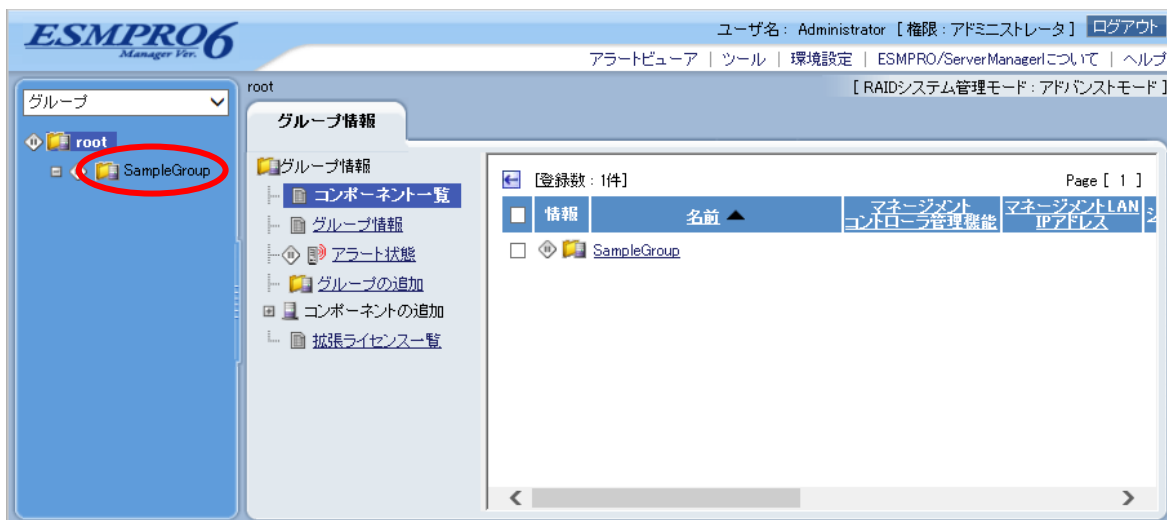 ESMPRO6
Manager Ver.
ユーザ名 : Administrator [ 権限 : アドミニストレータ ] ログアウト
アラートビューア | ツール | 環境設定 | ESMPRO/ServerManagerについて | ヘルプ
グループ
root
SampleGroup
root [ RAIDシステム管理モード : アドバンストモード ]
グループ情報
グループ情報
コンポーネント一覧
グループ情報
アラート状態
グループの追加
コンポーネントの追加
拡張ライセンス一覧
[登録数 : 1件] Page [ 1 ]
情報 名前 ▲ マネージメント コントローラ管理機能 マネージメントLAN IPアドレス
SampleGroup